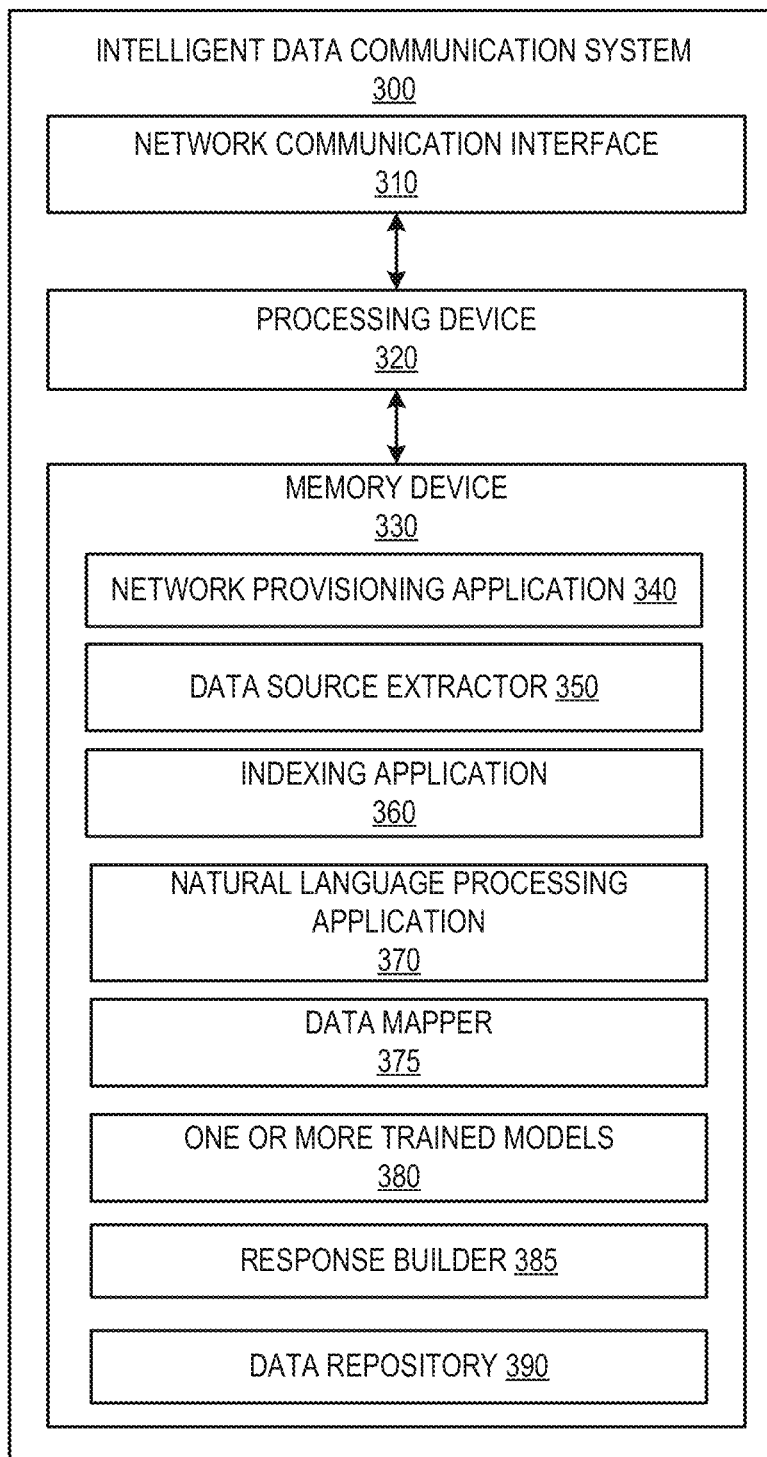 INTELLIGENT DATA COMMUNICATION SYSTEM
300
NETWORK COMMUNICATION INTERFACE
310
PROCESSING DEVICE
320
MEMORY DEVICE
330
NETWORK PROVISIONING APPLICATION 340
DATA SOURCE EXTRACTOR 350
INDEXING APPLICATION
360
NATURAL LANGUAGE PROCESSING
APPLICATION
370
DATA MAPPER
375
ONE OR MORE TRAINED MODELS
380
RESPONSE BUILDER 385
DATA REPOSITORY 390